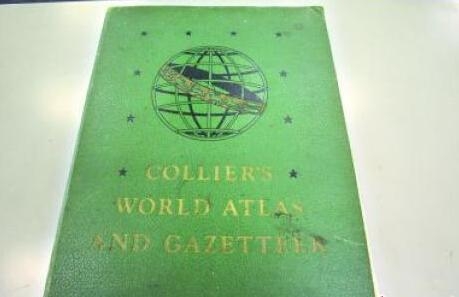 COLLIER'S
WORLD ATLAS
AND GAZETTEER